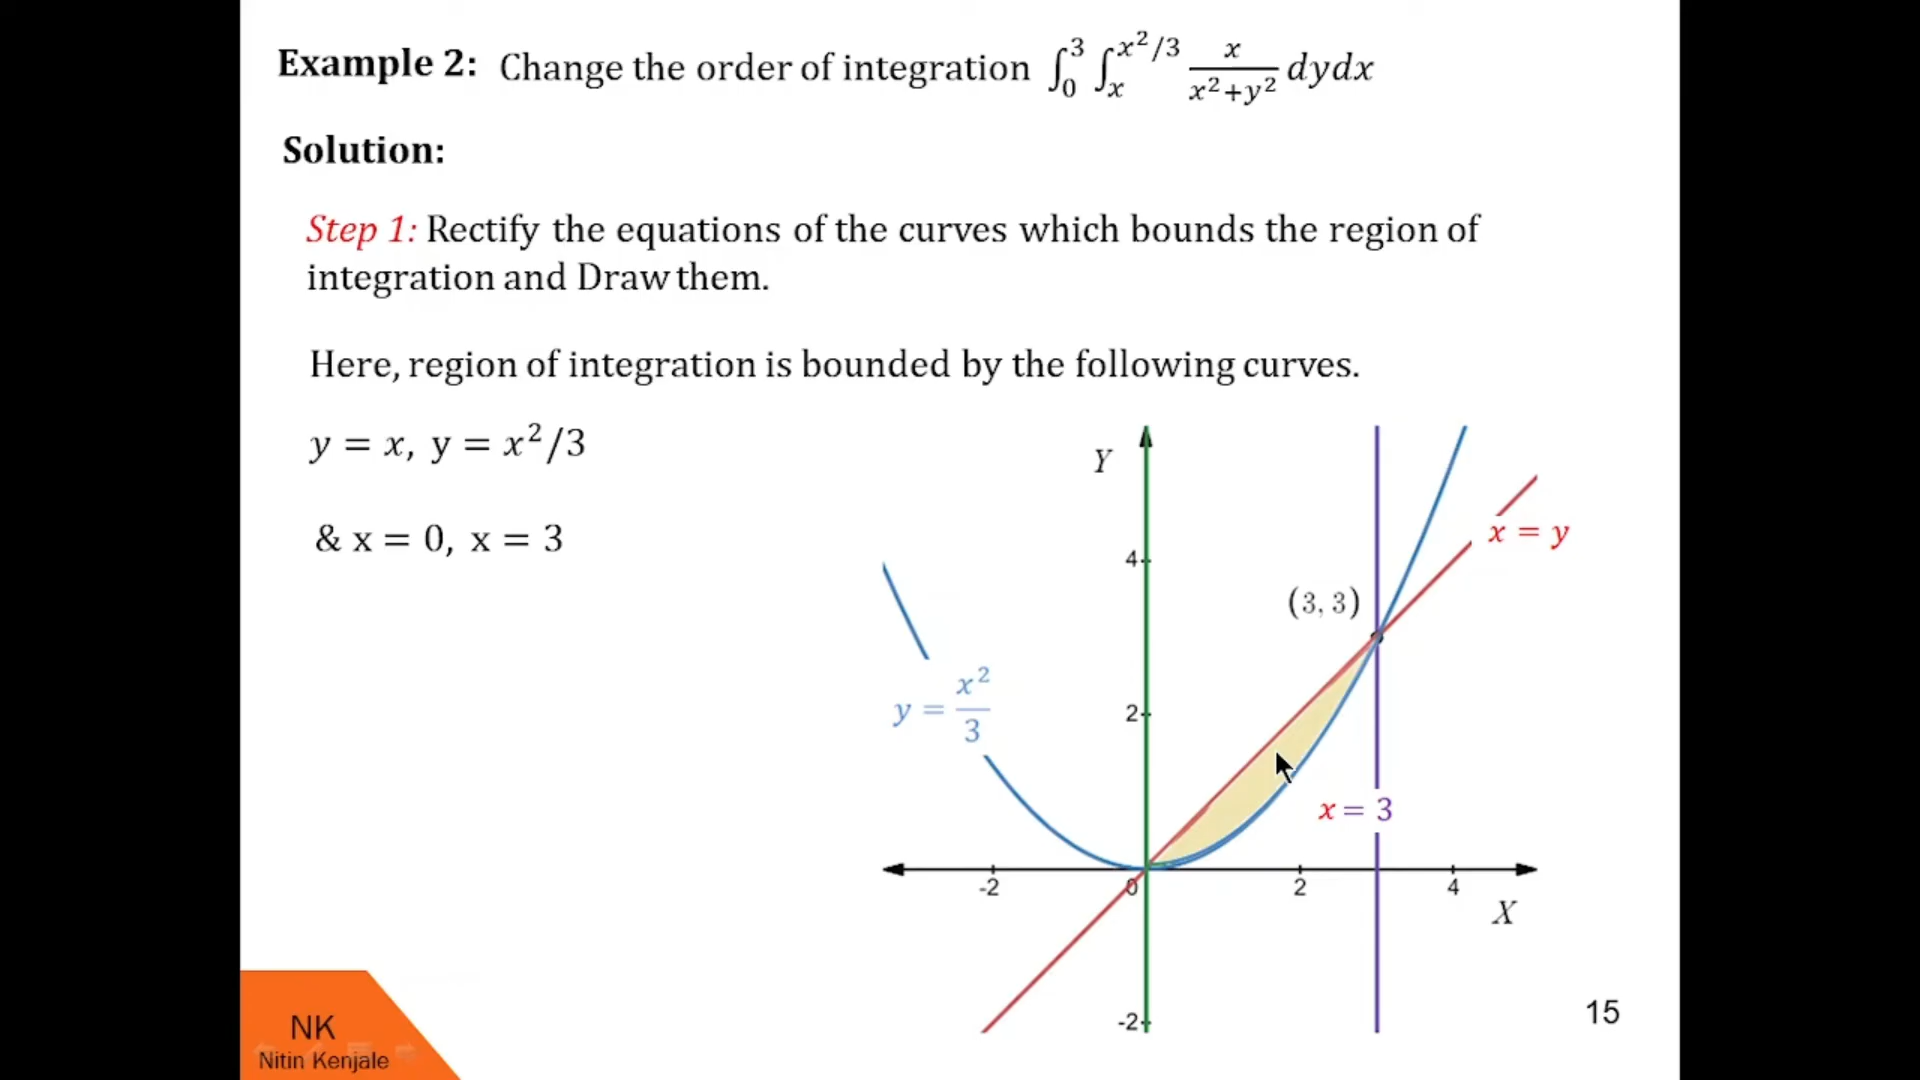 Example 2: Change the order of integration ∫₀³ ∫ₓ^(x²/3) x/(x²+y²) dydx
Solution:
Step 1: Rectify the equations of the curves which bounds the region of
integration and Draw them.
Here, region of integration is bounded by the following curves.
y = x, y = x²/3
& x = 0, x = 3
Y
x = y
4
(3, 3)
y = x²/3
2
x = 3
-2 0 2 4
X
-2
NK
Nitin Kenjale
15